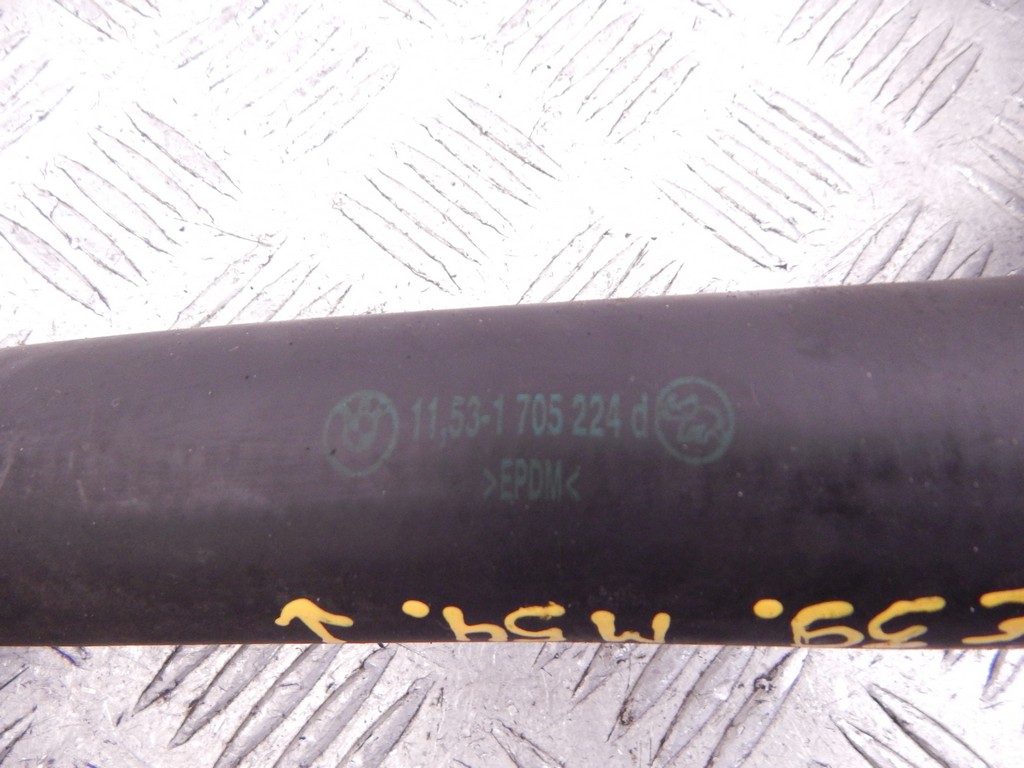 11,53-1 705 224 d
>EPDM<
E39. M54.